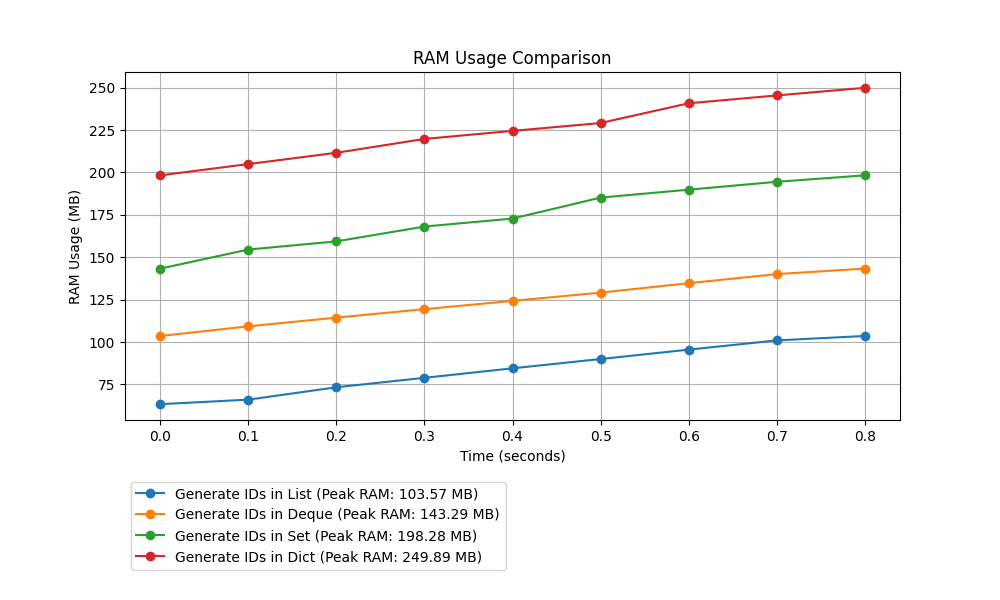 RAM Usage Comparison
RAM Usage (MB)
250
225
200
175
150
125
100
75
0.0 0.1 0.2 0.3 0.4 0.5 0.6 0.7 0.8
Time (seconds)
Generate IDs in List (Peak RAM: 103.57 MB)
Generate IDs in Deque (Peak RAM: 143.29 MB)
Generate IDs in Set (Peak RAM: 198.28 MB)
Generate IDs in Dict (Peak RAM: 249.89 MB)